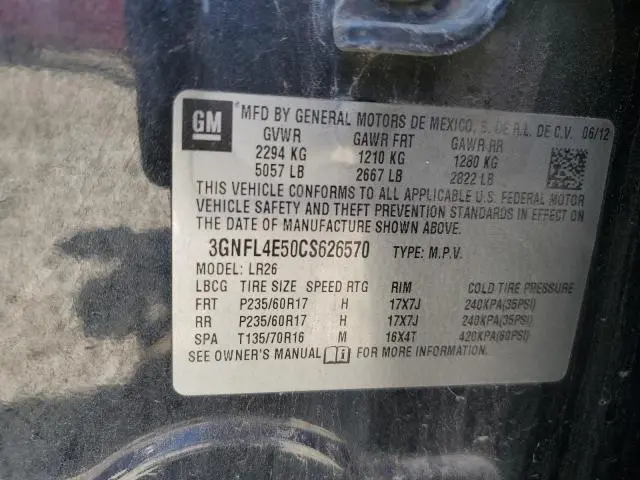 GM
MFD BY GENERAL MOTORS DE MEXICO, S. DE R.L. DE C.V. 06/12
GVWR GAWR FRT GAWR RR
2294 KG 1210 KG 1280 KG
5057 LB 2667 LB 2822 LB
THIS VEHICLE CONFORMS TO ALL APPLICABLE U.S. FEDERAL MOTOR
VEHICLE SAFETY AND THEFT PREVENTION STANDARDS IN EFFECT ON
THE DATE OF MANUFACTURE SHOWN ABOVE.
3GNFL4E50CS626570 TYPE: M.P.V.
MODEL: LR26
LBCG TIRE SIZE SPEED RTG RIM COLD TIRE PRESSURE
FRT P235/60R17 H 17X7J 240KPA(35PSI)
RR P235/60R17 H 17X7J 240KPA(35PSI)
SPA T135/70R16 M 16X4T 420KPA(60PSI)
SEE OWNER'S MANUAL FOR MORE INFORMATION.